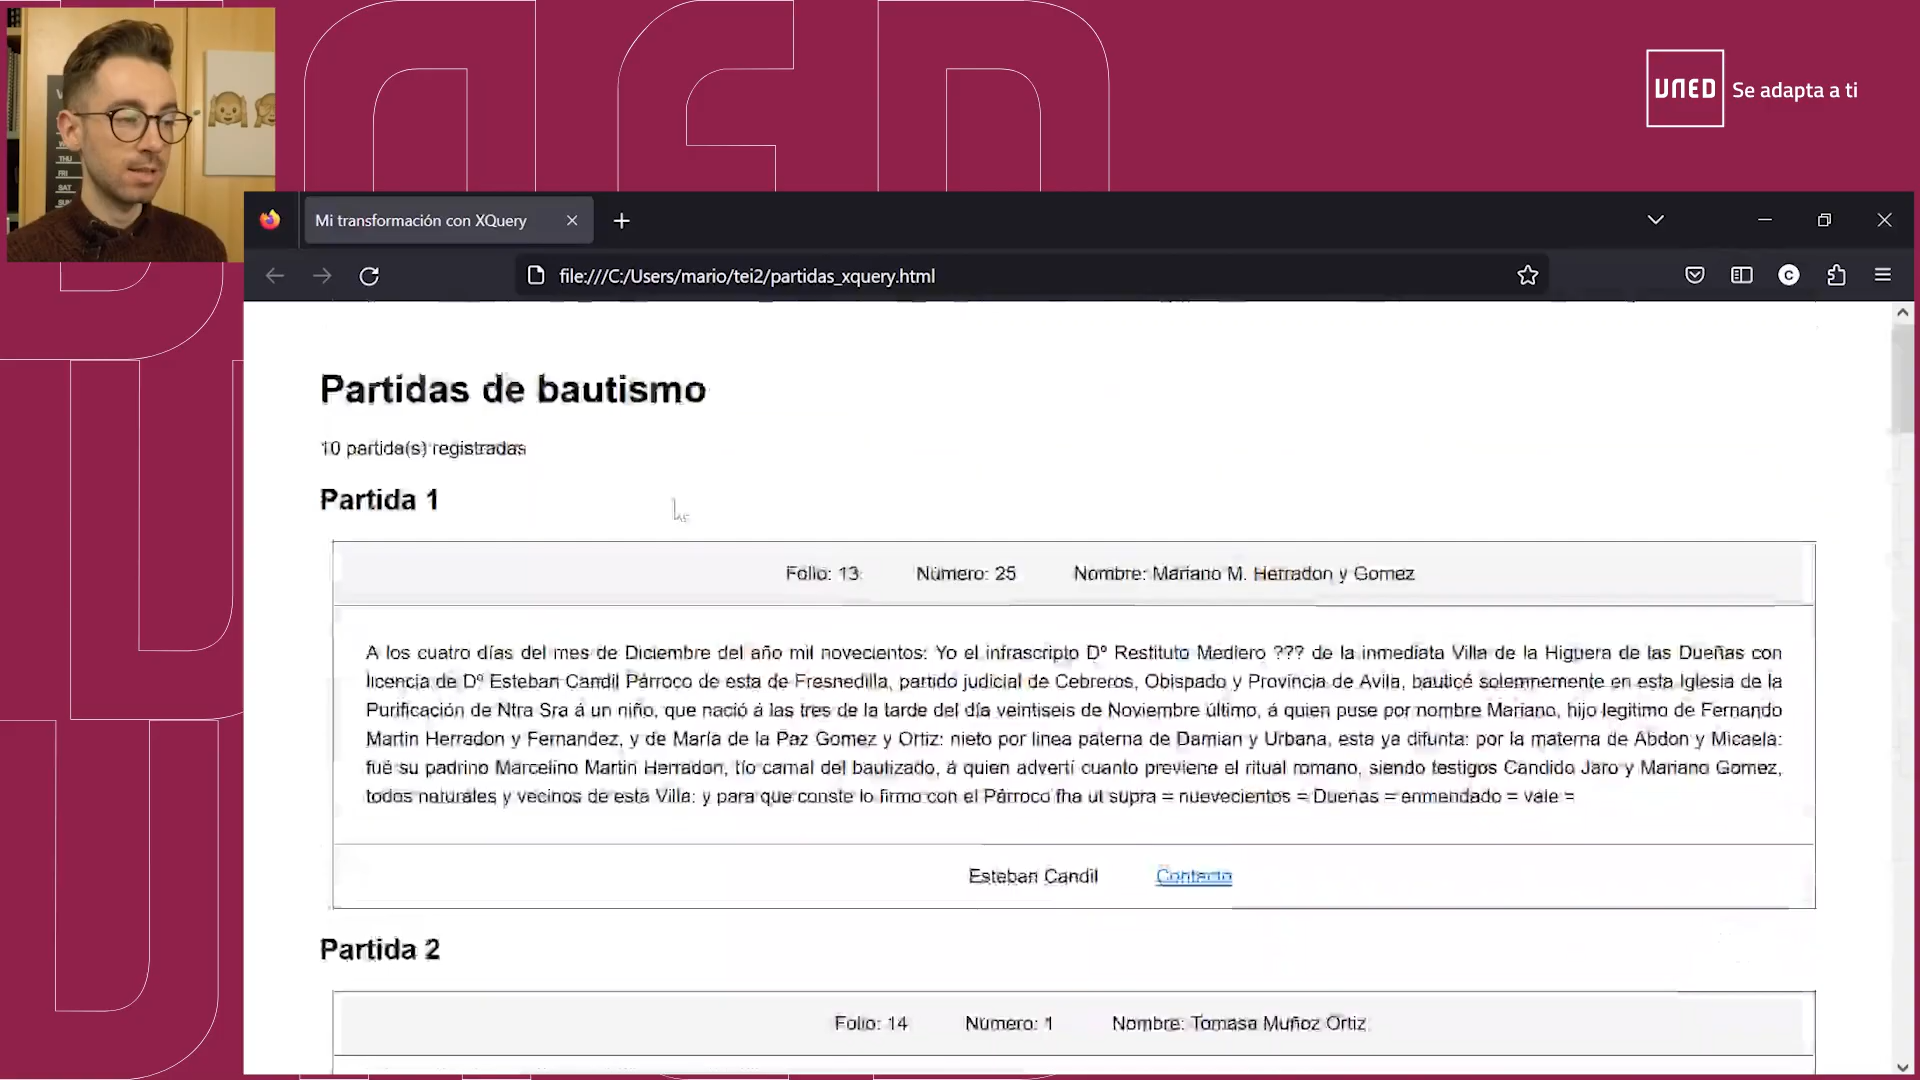 THU
FRI
SAT
SUN
UNED Se adapta a ti
Mi transformación con XQuery
file:///C:/Users/mario/tei2/partidas_xquery.html
Partidas de bautismo
10 partida(s) registradas
Partida 1
Folio: 13 Número: 25 Nombre: Mariano M. Herradon y Gomez
A los cuatro días del mes de Diciembre del año mil novecientos: Yo el infrascripto Dº Restituto Mediero ??? de la inmediata Villa de la Higuera de las Dueñas con
licencia de Dº Esteban Candil Párroco de esta de Fresnedilla, partido judicial de Cebreros, Obispado y Provincia de Avila, bauticé solemnemente en esta Iglesia de la
Purificación de Ntra Sra á un niño, que nació á las tres de la tarde del día veintiseis de Noviembre último, á quien puse por nombre Mariano, hijo legitimo de Fernando
Martin Herradon y Fernandez, y de María de la Paz Gomez y Ortiz: nieto por linea paterna de Damian y Urbana, esta ya difunta: por la materna de Abdon y Micaela:
fué su padrino Marcelino Martin Herradon, tío carnal del bautizado, á quien advertí cuanto previene el ritual romano, siendo testigos Candido Jaro y Mariano Gomez,
todos naturales y vecinos de esta Villa: y para que conste lo firmo con el Párroco fha ut supra = nuevecientos = Dueñas = enmendado = vale =
Esteban Candil Contacto
Partida 2
Folio: 14 Número: 1 Nombre: Tomasa Muñoz Ortiz